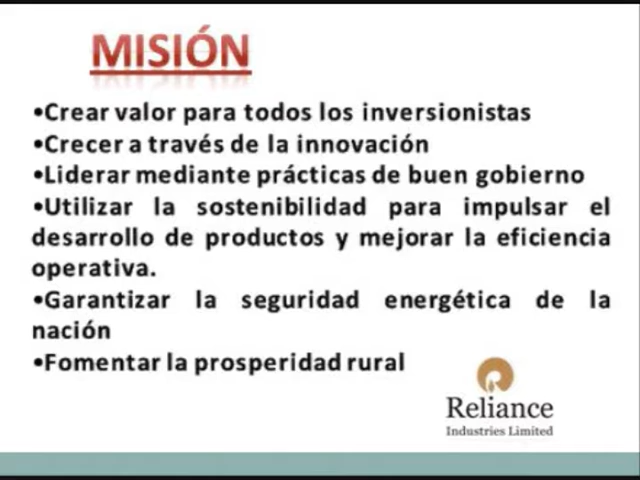 MISIÓN
•Crear valor para todos los inversionistas
•Crecer a través de la innovación
•Liderar mediante prácticas de buen gobierno
•Utilizar la sostenibilidad para impulsar el
desarrollo de productos y mejorar la eficiencia
operativa.
•Garantizar la seguridad energética de la
nación
•Fomentar la prosperidad rural
Reliance
Industries Limited